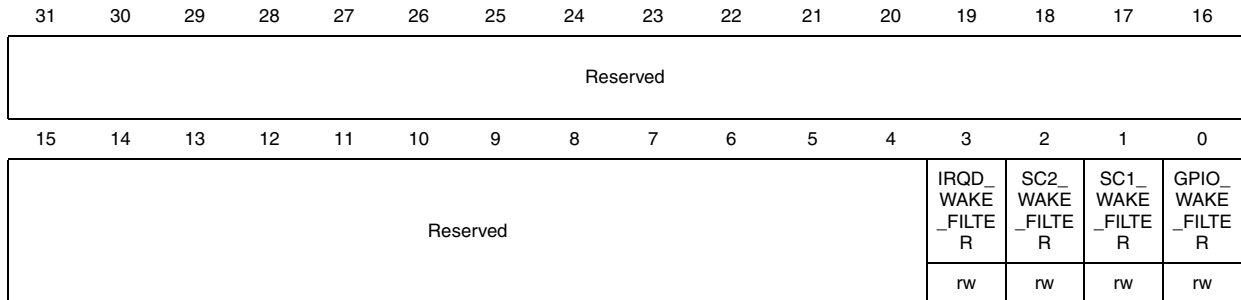 31 30 29 28 27 26 25 24 23 22 21 20 19 18 17 16
Reserved
15 14 13 12 11 10 9 8 7 6 5 4 3 2 1 0
Reserved
IRQD_ SC2_ SC1_ GPIO_
WAKE WAKE WAKE WAKE
_FILTE _FILTE _FILTE _FILTE
R R R R
rw rw rw rw